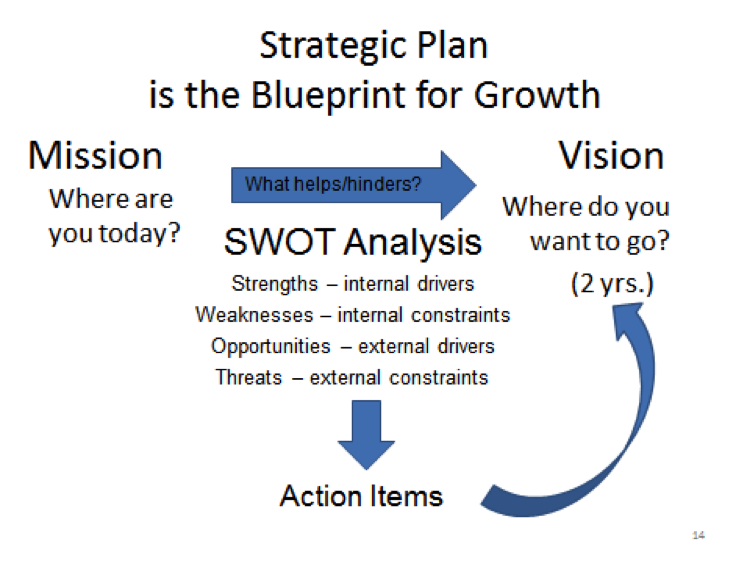 Strategic Plan
is the Blueprint for Growth
Mission
Where are
you today?
What helps/hinders?
Vision
Where do you
want to go?
(2 yrs.)
SWOT Analysis
Strengths – internal drivers
Weaknesses – internal constraints
Opportunities – external drivers
Threats – external constraints
Action Items
14